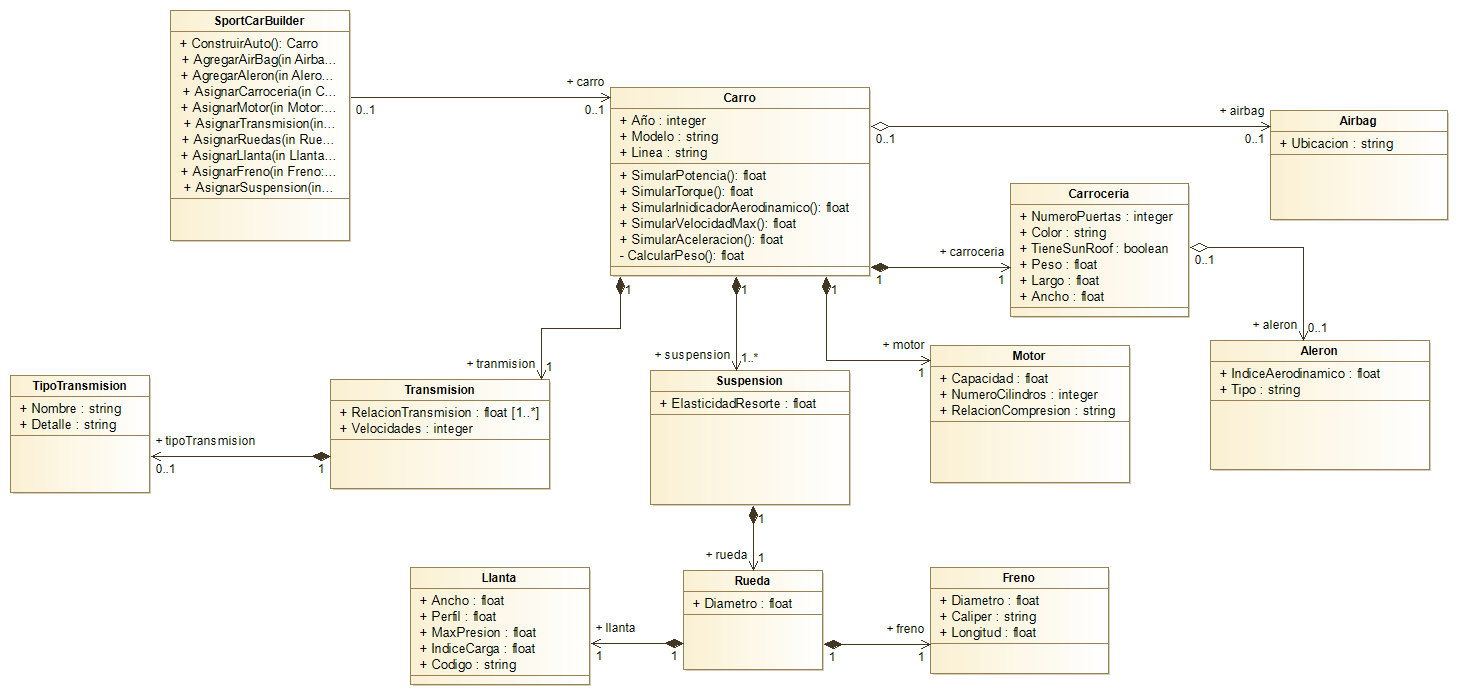 SportCarBuilder
+ ConstruirAuto(): Carro
+ AgregarAirBag(in Airba...
+ AgregarAleron(in Alero...
+ AsignarCarroceria(in C...
+ AsignarMotor(in Motor:...
+ AsignarTransmision(in...
+ AsignarRuedas(in Rue...
+ AsignarLlanta(in Llanta...
+ AsignarFreno(in Freno:...
+ AsignarSuspension(in...
0..1
+ carro
0..1
Carro
+ Año : integer
+ Modelo : string
+ Linea : string
+ SimularPotencia(): float
+ SimularTorque(): float
+ SimularInidicadorAerodinamico(): float
+ SimularVelocidadMax(): float
+ SimularAceleracion(): float
- CalcularPeso(): float
0..1
+ airbag
0..1
Airbag
+ Ubicacion : string
1
+ carroceria
1
Carroceria
+ NumeroPuertas : integer
+ Color : string
+ TieneSunRoof : boolean
+ Peso : float
+ Largo : float
+ Ancho : float
0..1
+ aleron
0..1
Aleron
+ IndiceAerodinamico : float
+ Tipo : string
1
1
1
+ tranmision
1
+ suspension
1..*
+ motor
1
Motor
+ Capacidad : float
+ NumeroCilindros : integer
+ RelacionCompresion : string
TipoTransmision
+ Nombre : string
+ Detalle : string
+ tipoTransmision
0..1
1
Transmision
+ RelacionTransmision : float [1..*]
+ Velocidades : integer
Suspension
+ ElasticidadResorte : float
1
+ rueda
1
Llanta
+ Ancho : float
+ Perfil : float
+ MaxPresion : float
+ IndiceCarga : float
+ Codigo : string
+ llanta
1
1
Rueda
+ Diametro : float
1
+ freno
1
Freno
+ Diametro : float
+ Caliper : string
+ Longitud : float